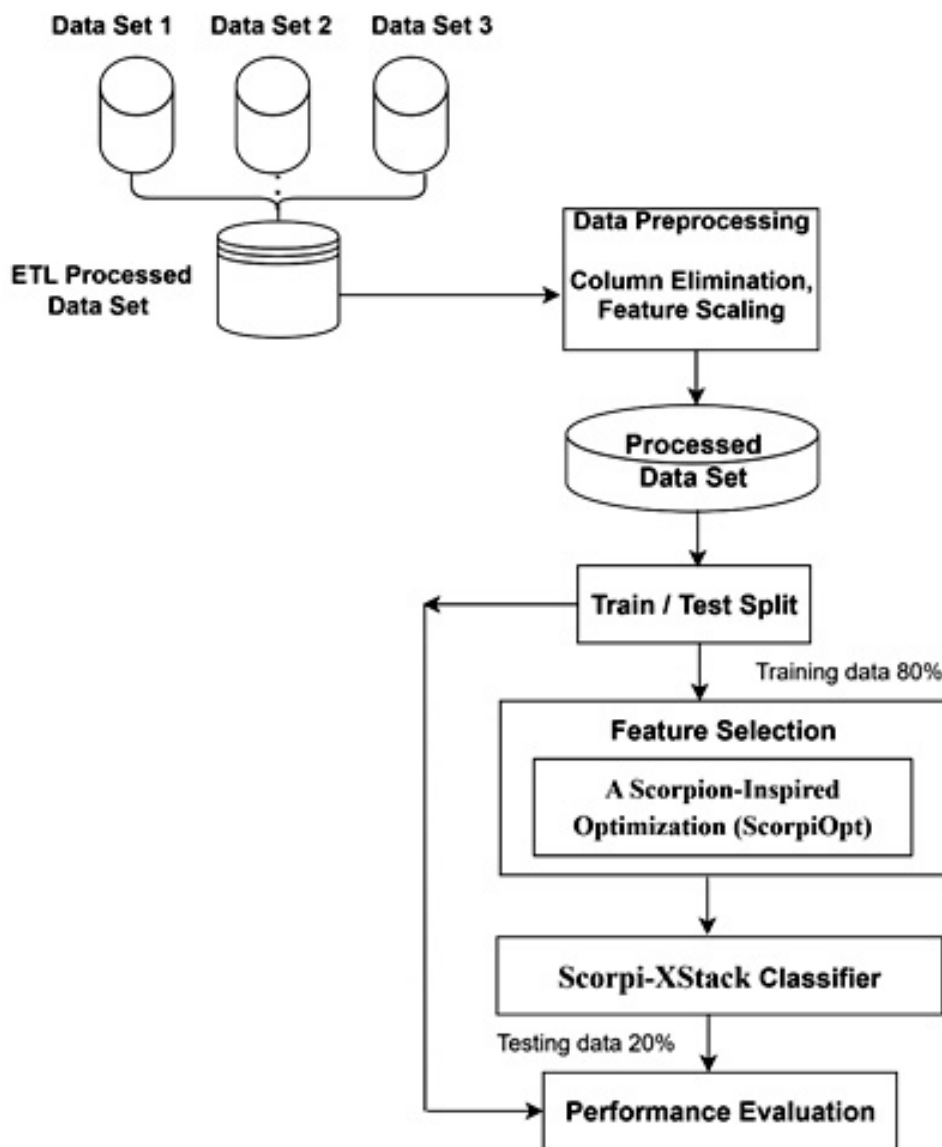 Data Set 1 Data Set 2 Data Set 3
ETL Processed
Data Set
Data Preprocessing
Column Elimination,
Feature Scaling
Processed
Data Set
Train / Test Split
Training data 80%
Feature Selection
A Scorpion-Inspired
Optimization (ScorpiOpt)
Scorpi-XStack Classifier
Testing data 20%
Performance Evaluation